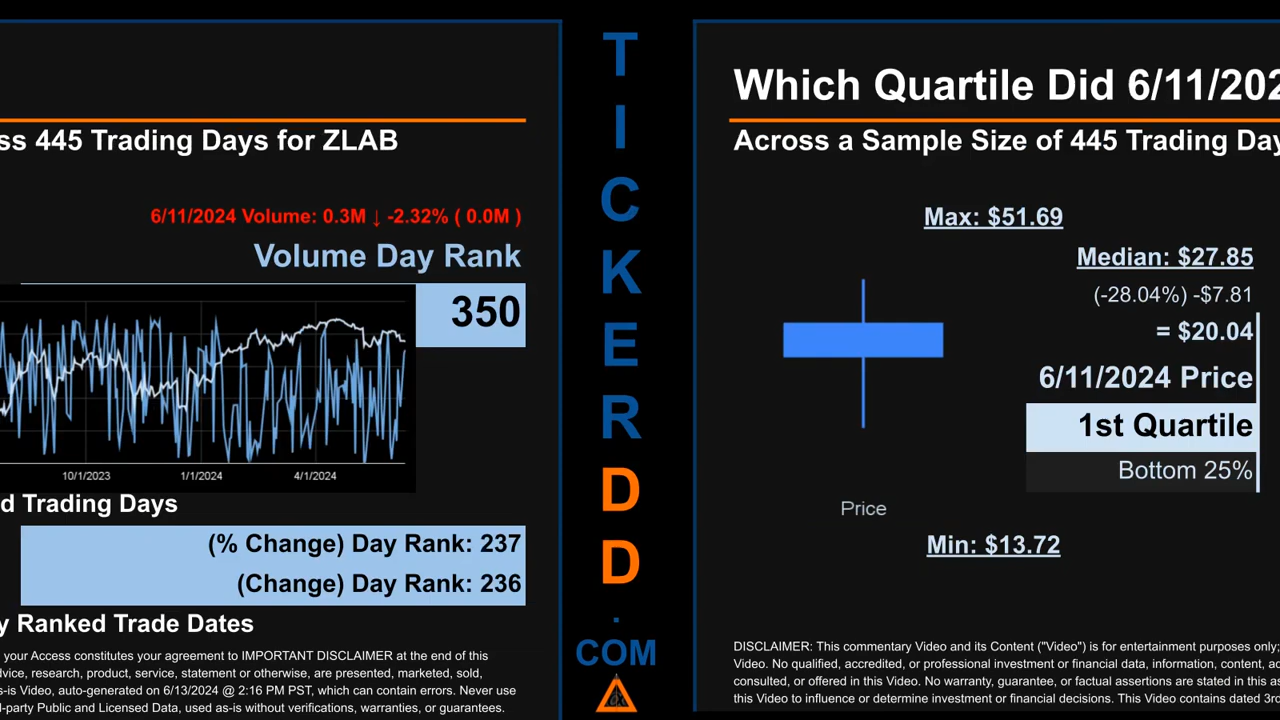 ss 445 Trading Days for ZLAB
6/11/2024 Volume: 0.3M ↓ -2.32% ( 0.0M )
Volume Day Rank
350
10/1/2023
1/1/2024
4/1/2024
d Trading Days
(% Change) Day Rank: 237
(Change) Day Rank: 236
y Ranked Trade Dates
your Access constitutes your agreement to IMPORTANT DISCLAIMER at the end of this
dvice, research, product, service, statement or otherwise, are presented, marketed, sold,
s-is Video, auto-generated on 6/13/2024 @ 2:16 PM PST, which can contain errors. Never use
-party Public and Licensed Data, used as-is without verifications, warranties, or guarantees.
T
I
C
K
E
R
D
D
.
COM
Which Quartile Did 6/11/202
Across a Sample Size of 445 Trading Day
Max: $51.69
Median: $27.85
(-28.04%) -$7.81
= $20.04
6/11/2024 Price
1st Quartile
Bottom 25%
Price
Min: $13.72
DISCLAIMER: This commentary Video and its Content ("Video") is for entertainment purposes only;
Video. No qualified, accredited, or professional investment or financial data, information, content, ad
consulted, or offered in this Video. No warranty, guarantee, or factual assertions are stated in this as
this Video to influence or determine investment or financial decisions. This Video contains dated 3rd